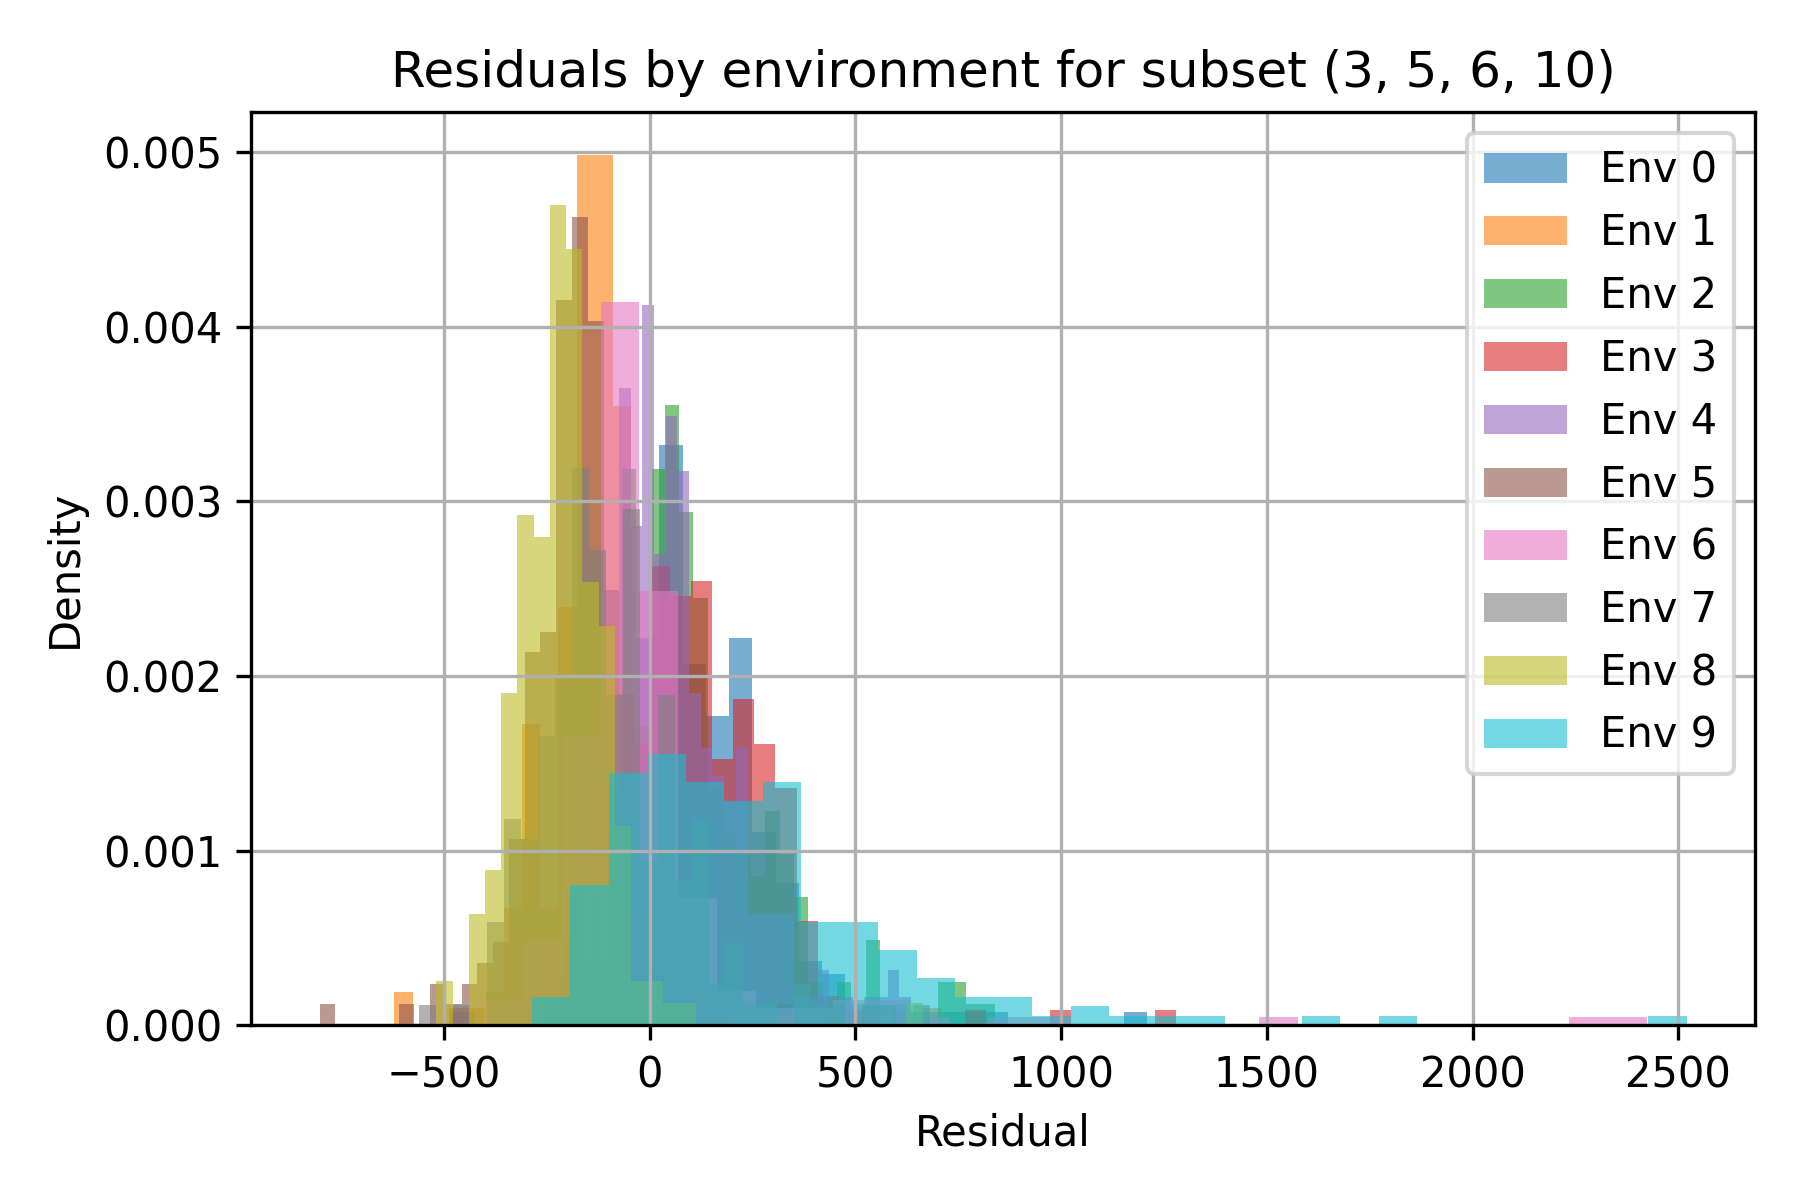 Residuals by environment for subset (3, 5, 6, 10)
0.005
0.004
0.003
0.002
0.001
0.000
Density
−500
0
500
1000
1500
2000
2500
Residual
Env 0
Env 1
Env 2
Env 3
Env 4
Env 5
Env 6
Env 7
Env 8
Env 9